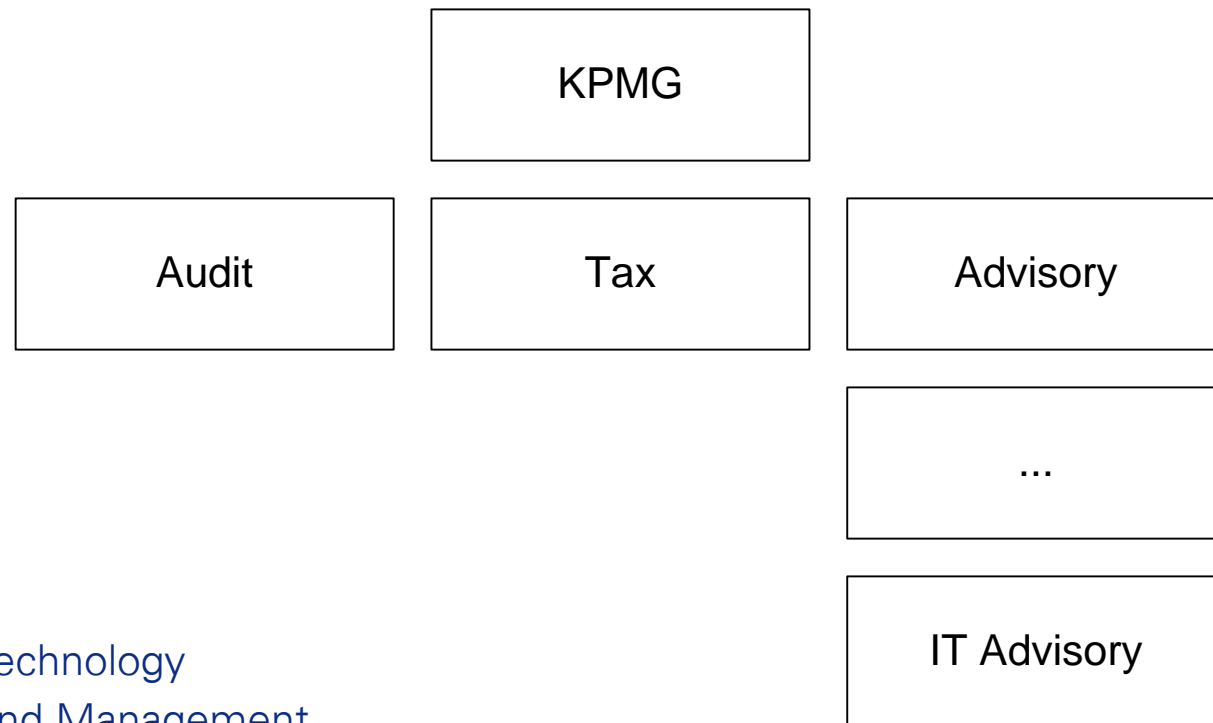 KPMG
Audit Tax Advisory
...
IT Advisory
echnology
nd Management